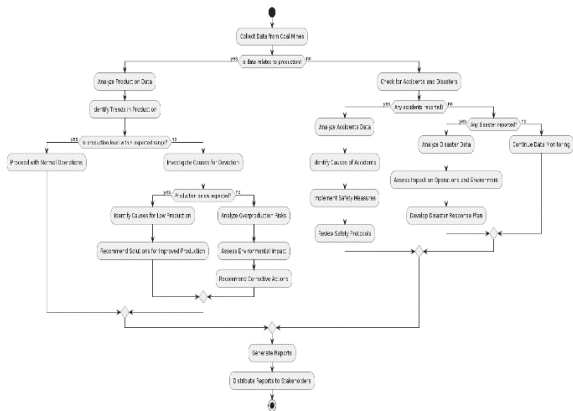 Collect Data from Coal Mines
yes
Is data related to production?
no
Analyze Production Data
Check for Accidents and Disasters
Identify Trends in Production
yes
Any accidents reported?
no
Analyze Accidents Data
yes
Any disaster reported?
no
yes
Is production level within expected range?
no
Analyze Disaster Data
Continue Data Monitoring
Proceed with Normal Operations
Investigate Causes for Deviation
Identify Causes of Accidents
Assess Impact on Operations and Environment
yes
Production below expected?
no
Implement Safety Measures
Identify Causes for Low Production
Analyze Overproduction Risks
Develop Disaster Response Plan
Review Safety Protocols
Recommend Solutions for Improved Production
Assess Environmental Impact
Recommend Corrective Actions
Generate Reports
Distribute Reports to Stakeholders